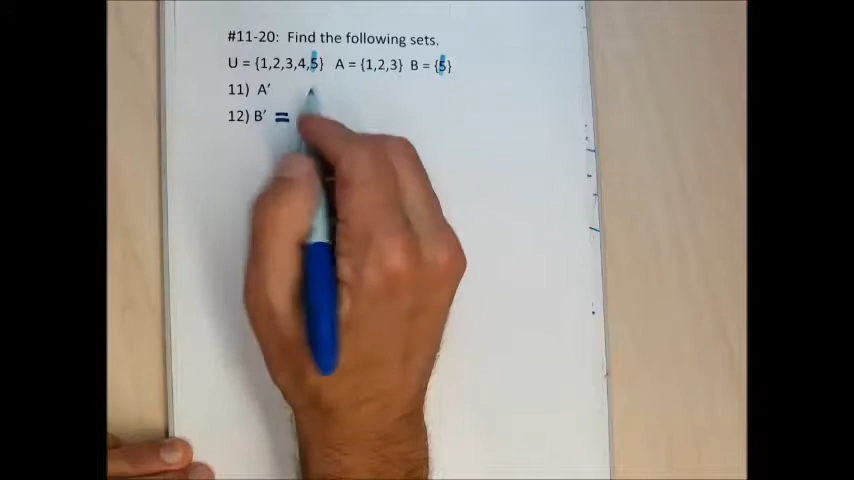 #11-20: Find the following sets.
U = {1,2,3,4,5} A = {1,2,3} B = {5}
11) A′
12) B′ =